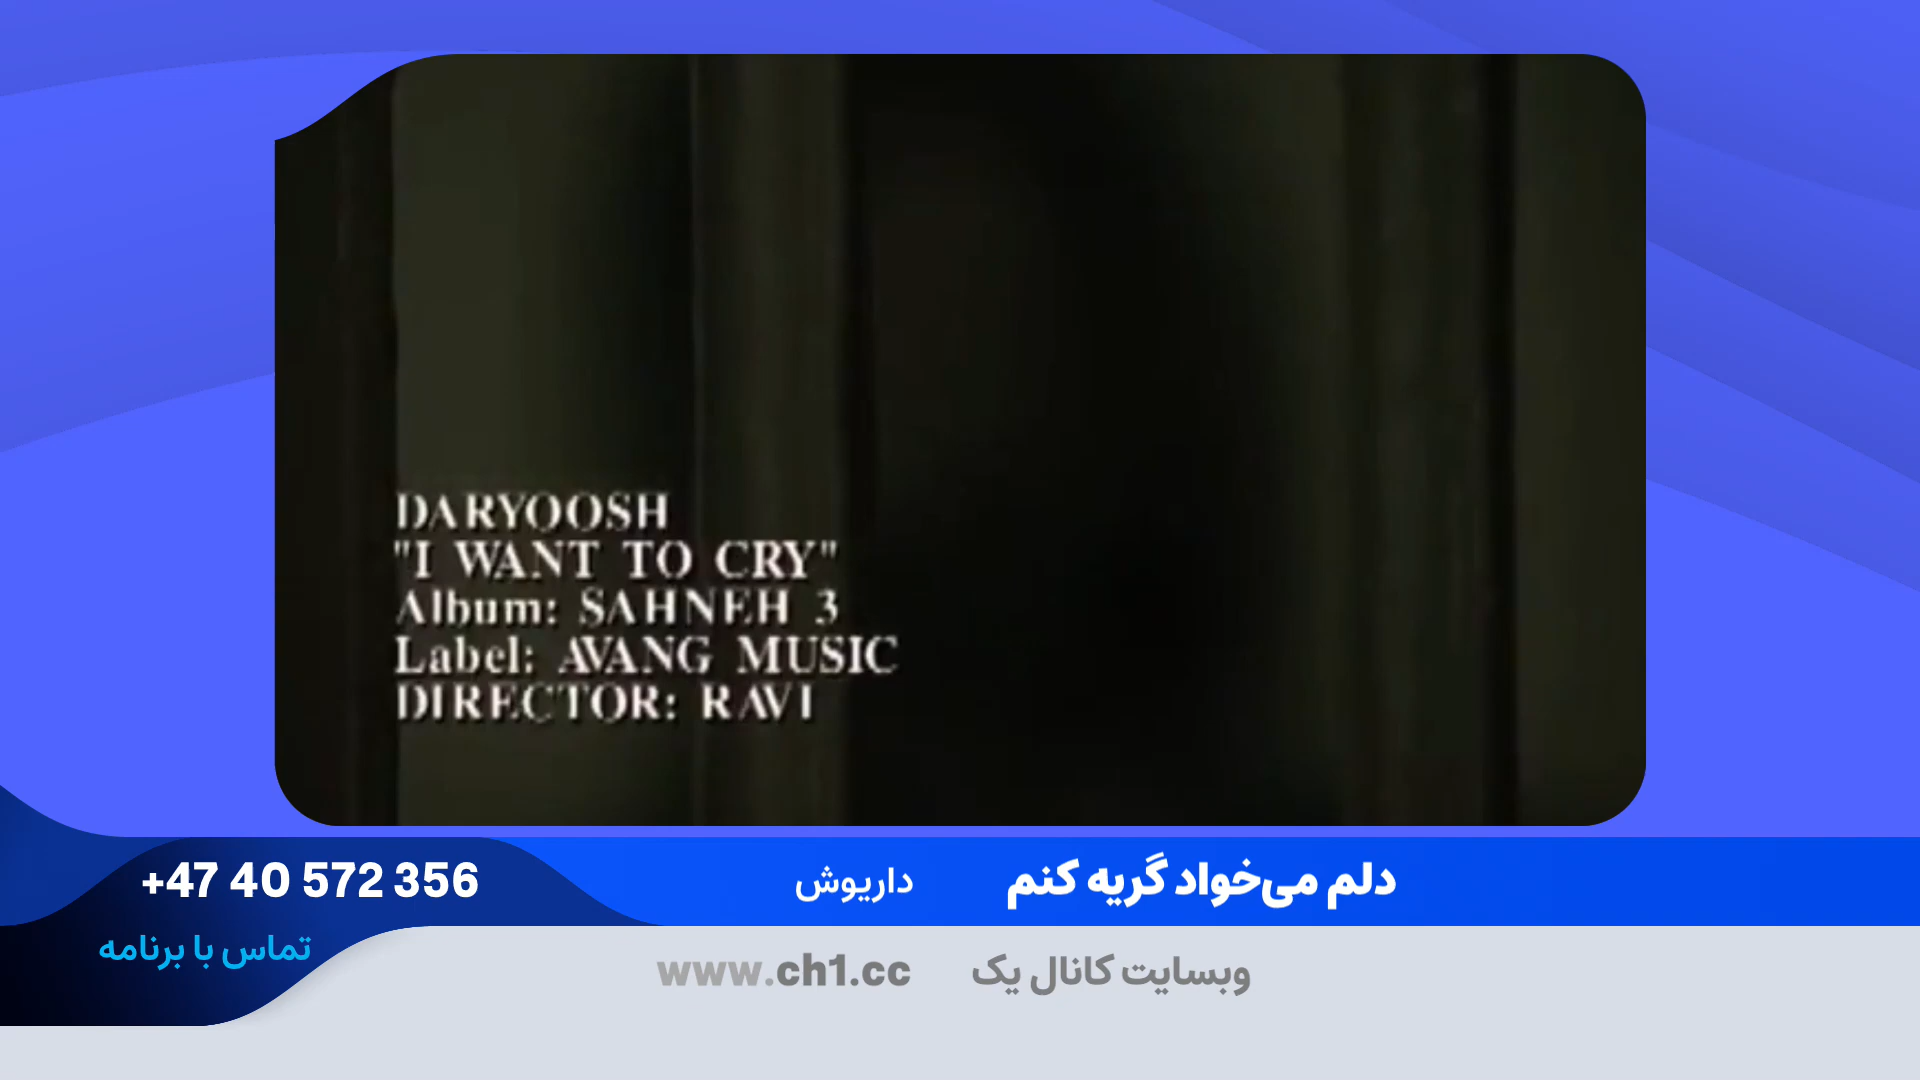 DARYOOSH
"I WANT TO CRY"
Album: SAHNEH 3
Label: AVANG MUSIC
DIRECTOR: RAVI
دلم می‌خواد گریه کنم
داریوش
+47 40 572 356
تماس با برنامه
وبسایت کانال یک
www.ch1.cc